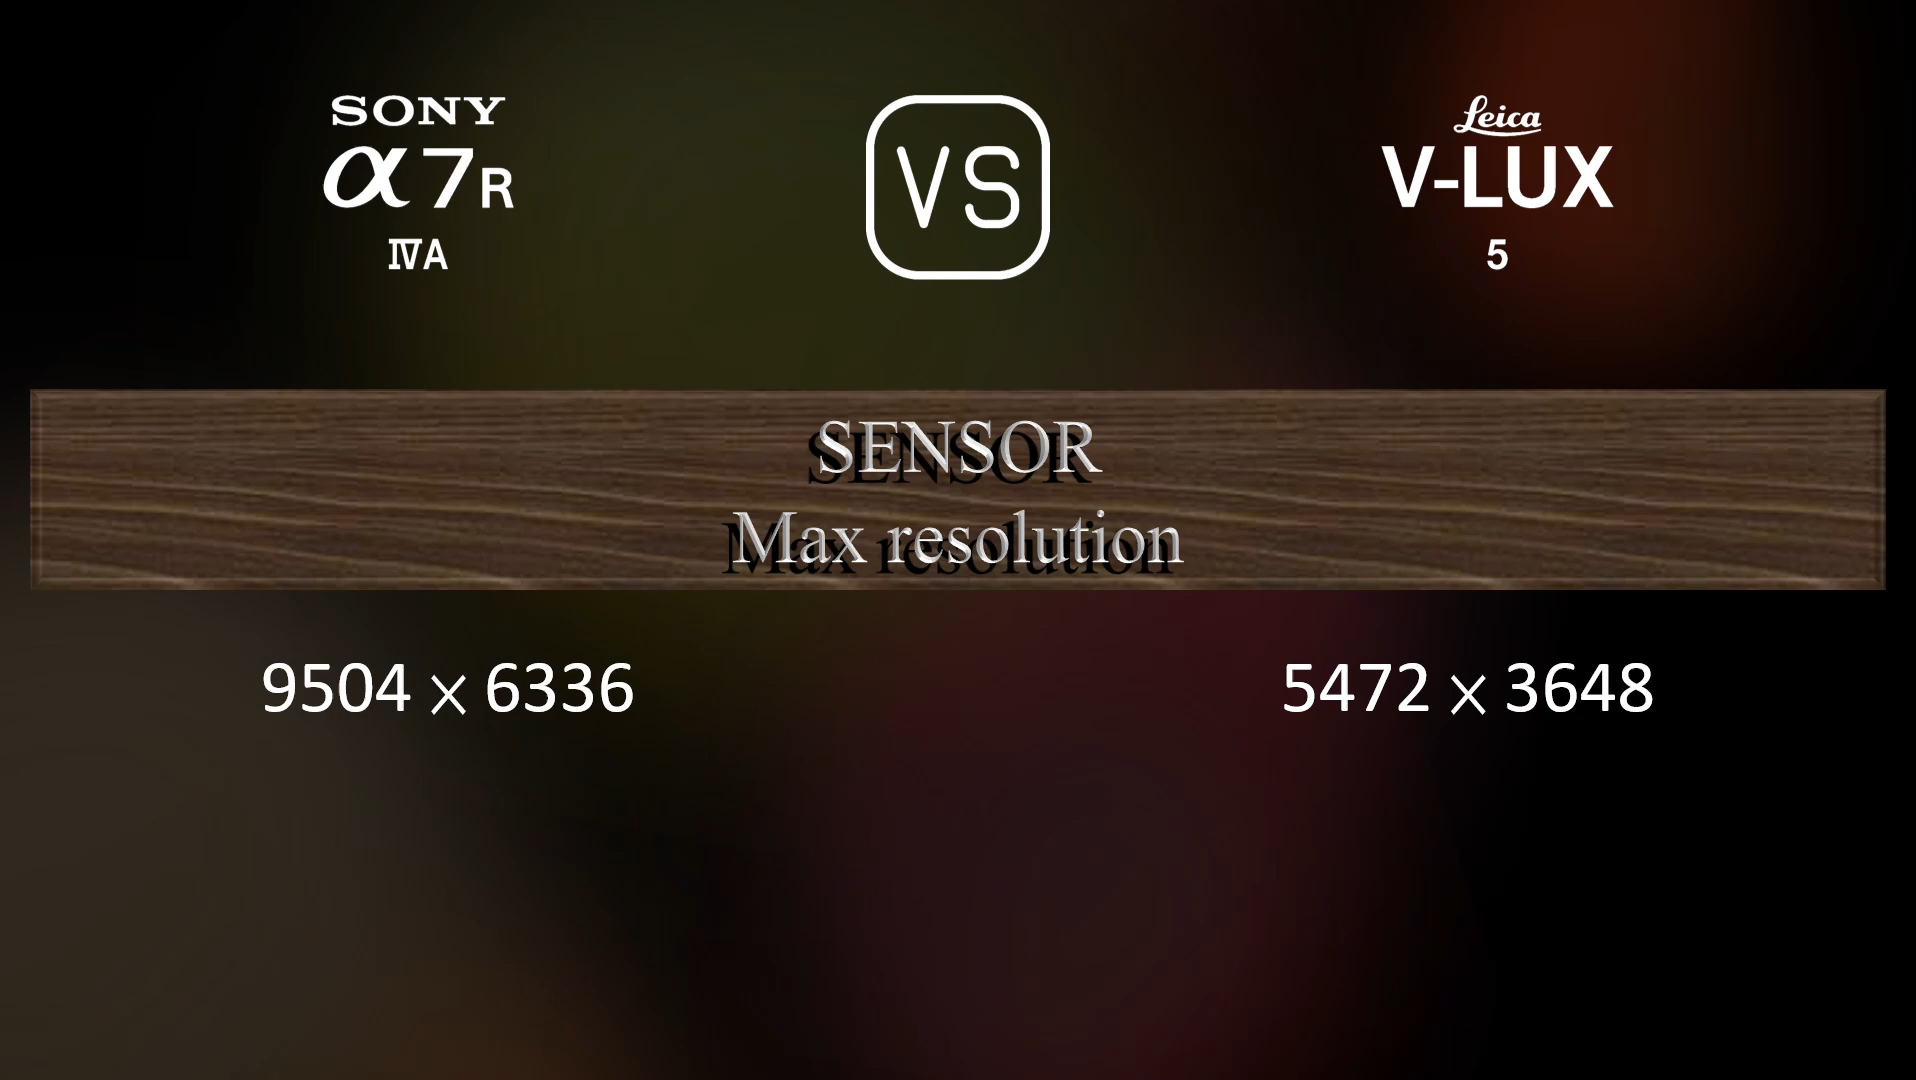 SONY
α7R
IVA
VS
Leica
V-LUX
5
SENSOR
Max resolution
9504 x 6336
5472 x 3648